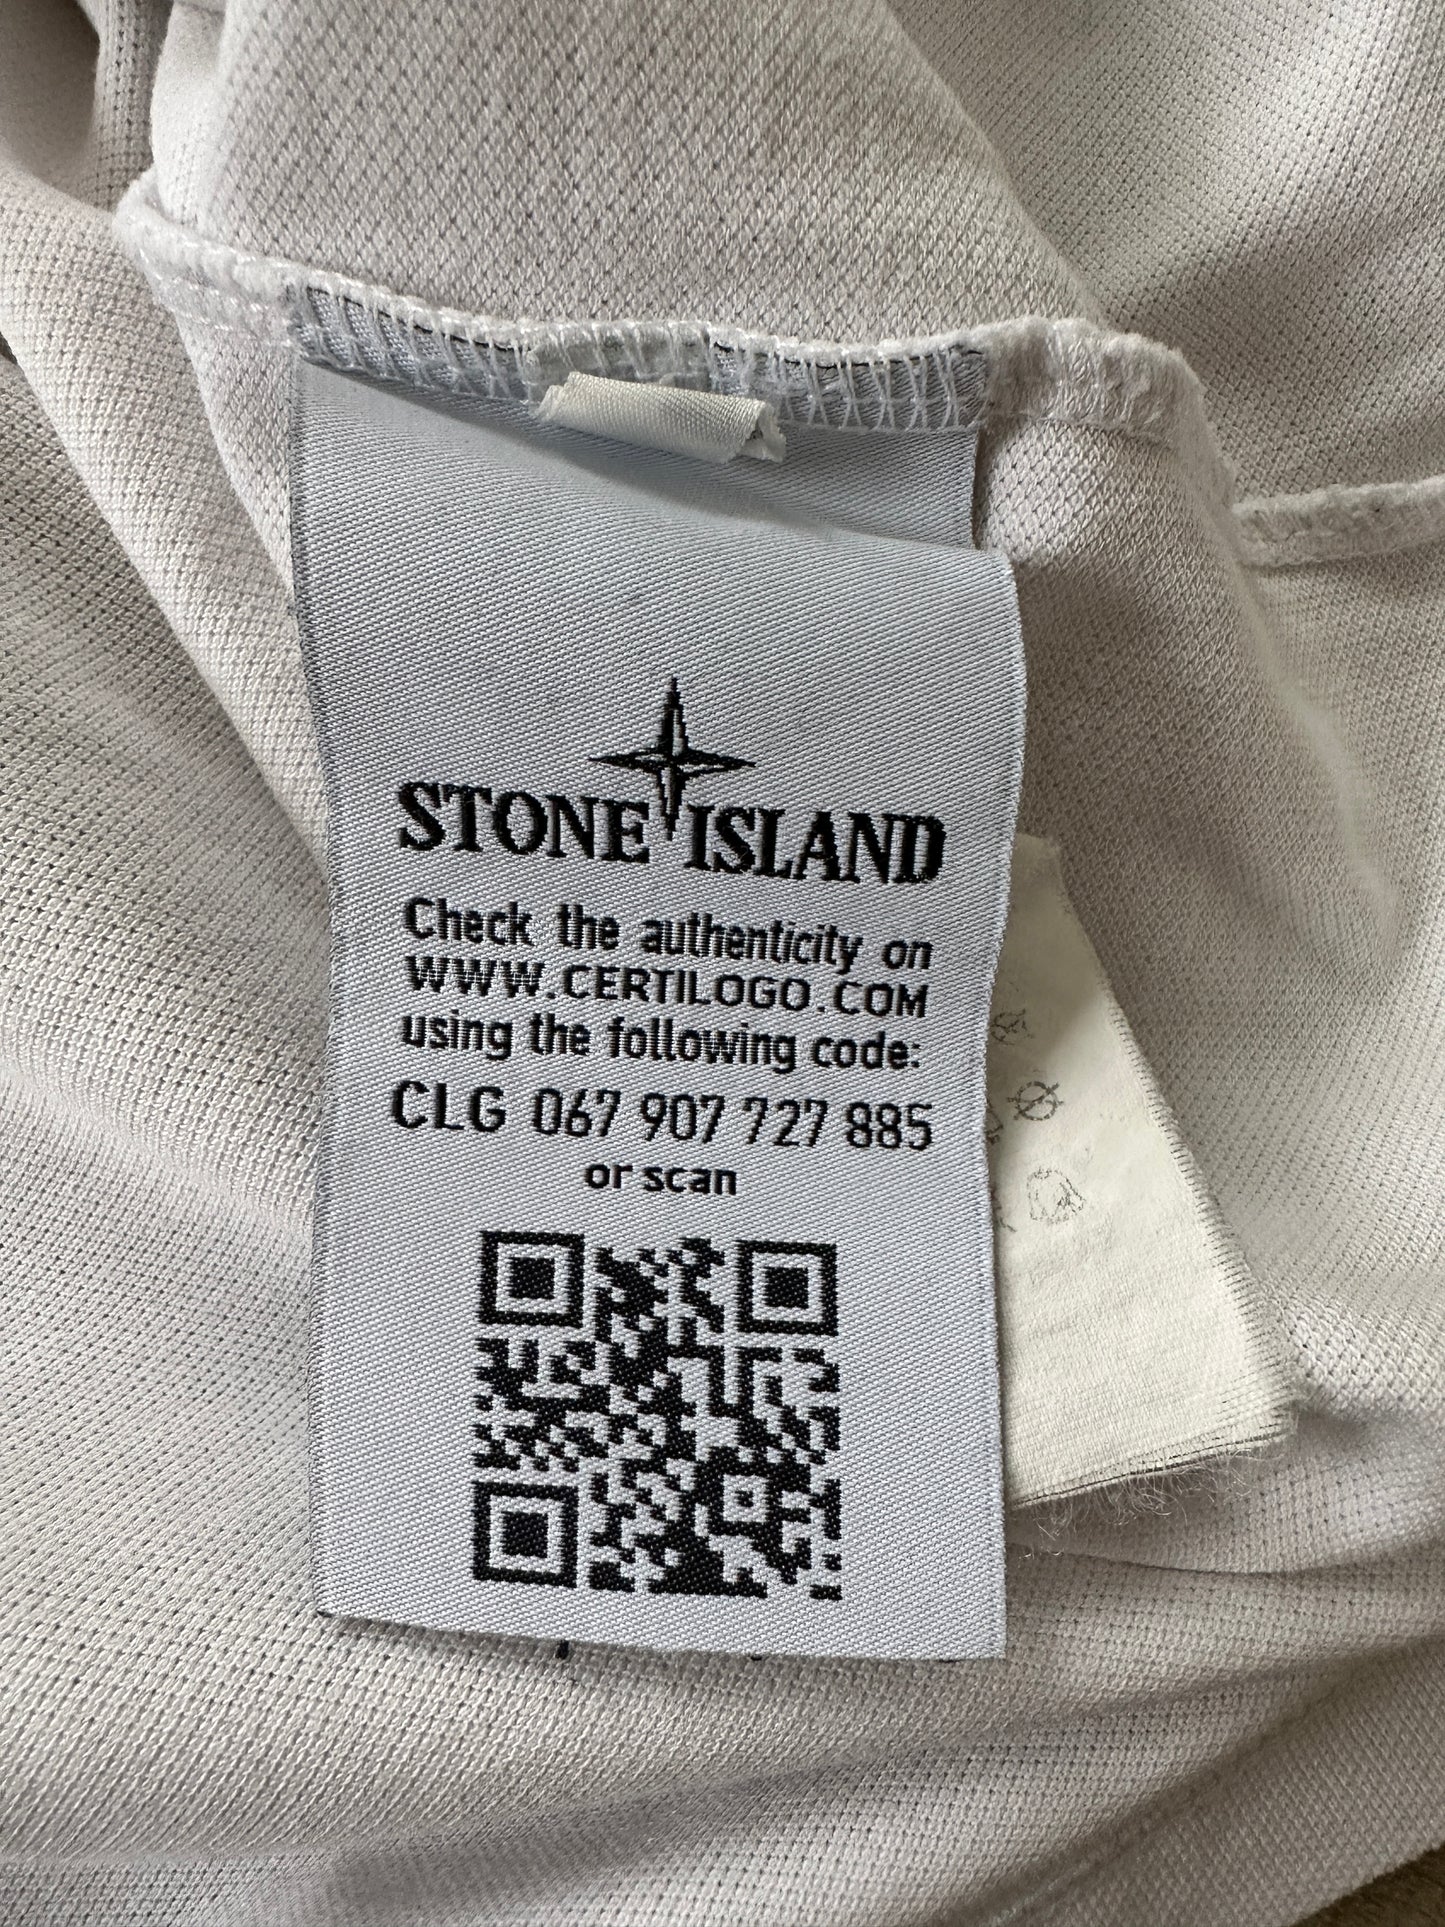 STONE ISLAND
Check the authenticity on
WWW.CERTILOGO.COM
using the following code:
CLG 067 907 727 885
or scan